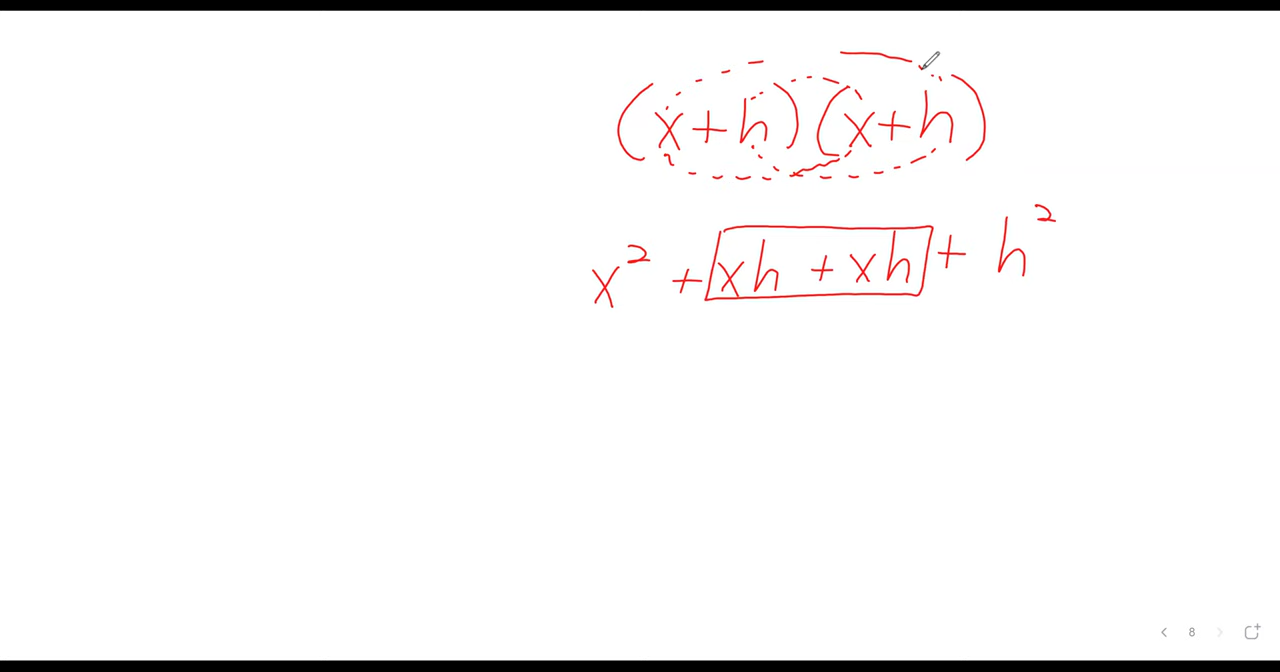 (x+h)(x+h)
x² + xh + xh + h²
8